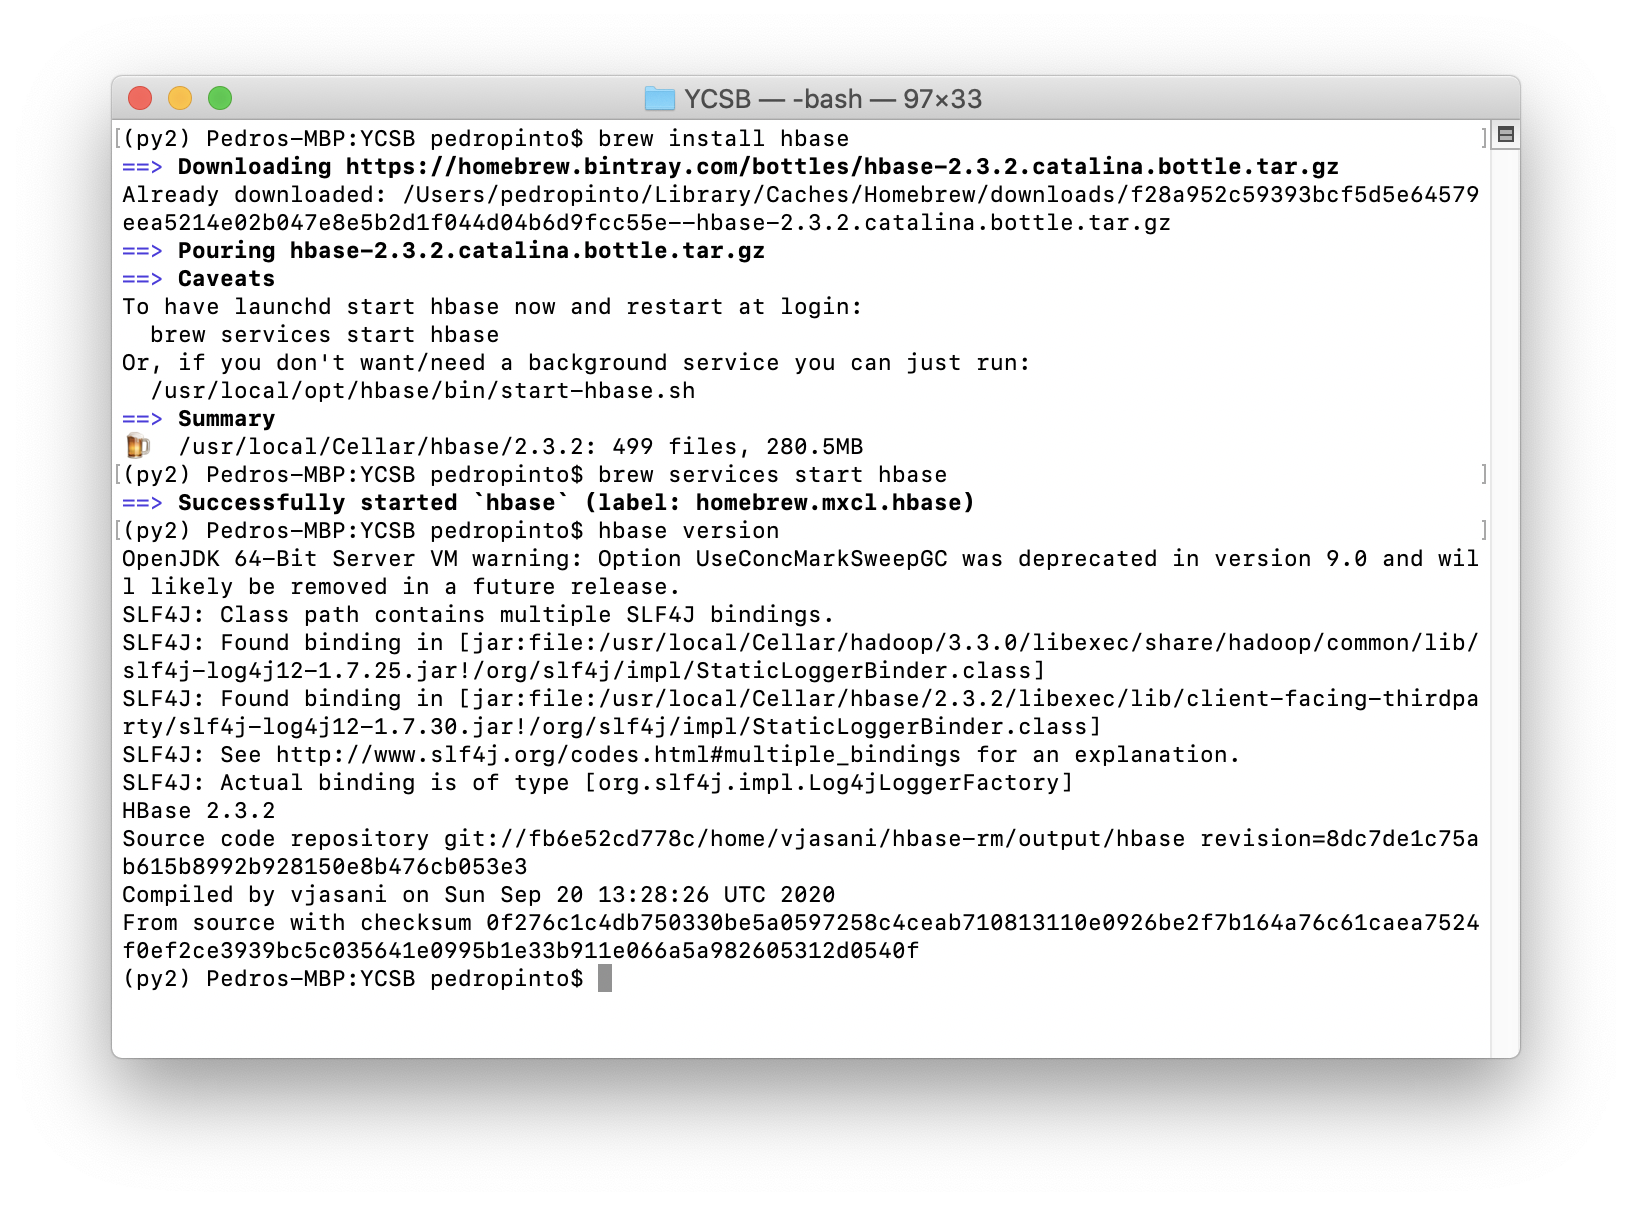 YCSB — -bash — 97×33
(py2) Pedros-MBP:YCSB pedropinto$ brew install hbase
==> Downloading https://homebrew.bintray.com/bottles/hbase-2.3.2.catalina.bottle.tar.gz
Already downloaded: /Users/pedropinto/Library/Caches/Homebrew/downloads/f28a952c59393bcf5d5e64579
eea5214e02b047e8e5b2d1f044d04b6d9fcc55e--hbase-2.3.2.catalina.bottle.tar.gz
==> Pouring hbase-2.3.2.catalina.bottle.tar.gz
==> Caveats
To have launchd start hbase now and restart at login:
  brew services start hbase
Or, if you don't want/need a background service you can just run:
  /usr/local/opt/hbase/bin/start-hbase.sh
==> Summary
🍺  /usr/local/Cellar/hbase/2.3.2: 499 files, 280.5MB
(py2) Pedros-MBP:YCSB pedropinto$ brew services start hbase
==> Successfully started `hbase` (label: homebrew.mxcl.hbase)
(py2) Pedros-MBP:YCSB pedropinto$ hbase version
OpenJDK 64-Bit Server VM warning: Option UseConcMarkSweepGC was deprecated in version 9.0 and wil
l likely be removed in a future release.
SLF4J: Class path contains multiple SLF4J bindings.
SLF4J: Found binding in [jar:file:/usr/local/Cellar/hadoop/3.3.0/libexec/share/hadoop/common/lib/
slf4j-log4j12-1.7.25.jar!/org/slf4j/impl/StaticLoggerBinder.class]
SLF4J: Found binding in [jar:file:/usr/local/Cellar/hbase/2.3.2/libexec/lib/client-facing-thirdpa
rty/slf4j-log4j12-1.7.30.jar!/org/slf4j/impl/StaticLoggerBinder.class]
SLF4J: See http://www.slf4j.org/codes.html#multiple_bindings for an explanation.
SLF4J: Actual binding is of type [org.slf4j.impl.Log4jLoggerFactory]
HBase 2.3.2
Source code repository git://fb6e52cd778c/home/vjasani/hbase-rm/output/hbase revision=8dc7de1c75a
b615b8992b928150e8b476cb053e3
Compiled by vjasani on Sun Sep 20 13:28:26 UTC 2020
From source with checksum 0f276c1c4db750330be5a0597258c4ceab710813110e0926be2f7b164a76c61caea7524
f0ef2ce3939bc5c035641e0995b1e33b911e066a5a982605312d0540f
(py2) Pedros-MBP:YCSB pedropinto$